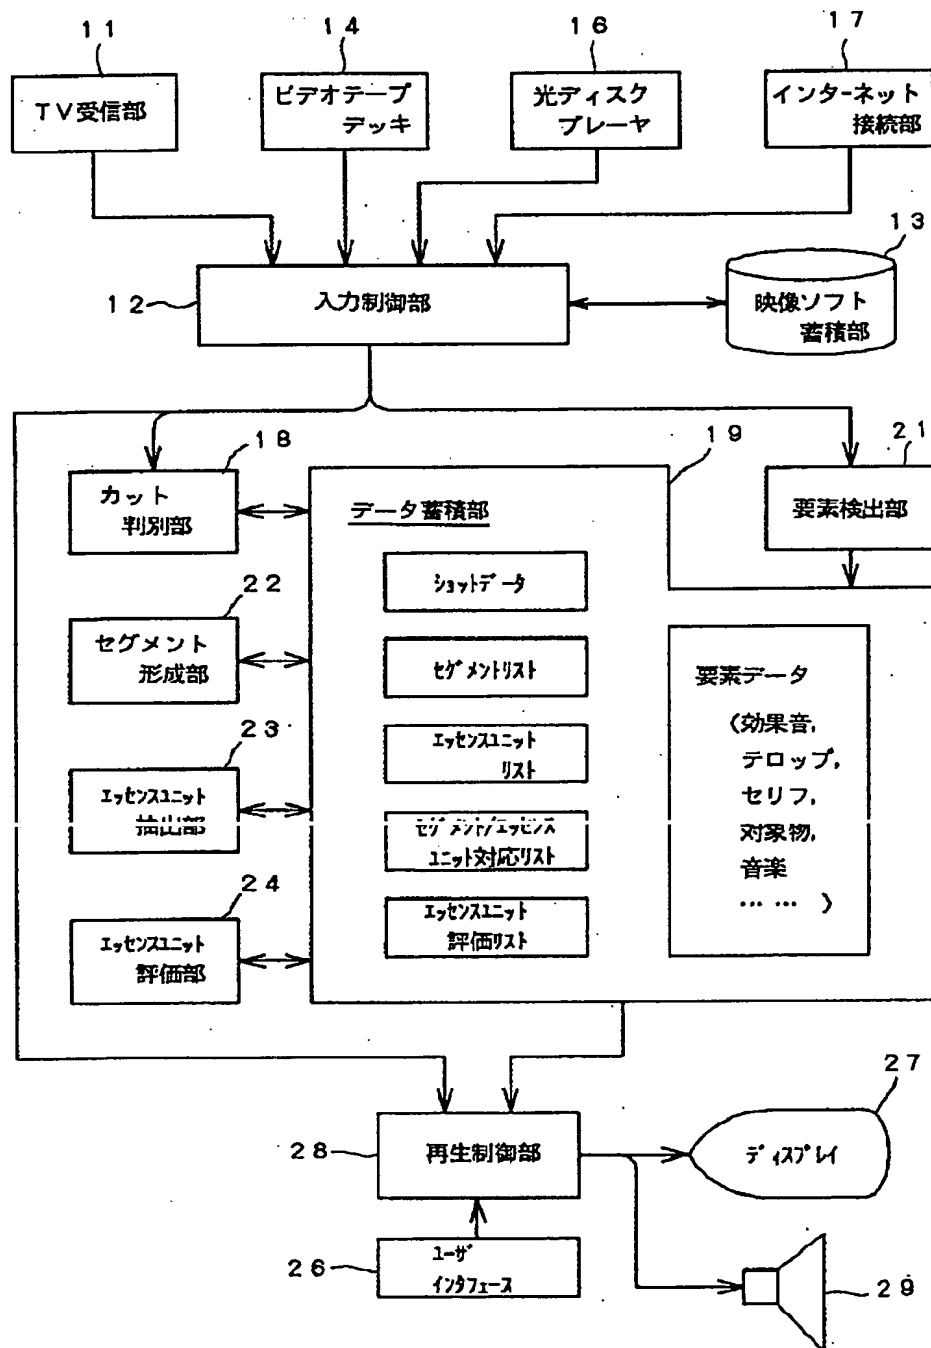 11
14
16
17
TV受信部
ビデオテープ
デッキ
光ディスク
プレーヤ
インターネット
接続部
13
12
入力制御部
映像ソフト
蓄積部
18
19
21
カット
判別部
データ蓄積部
要素検出部
ショットデータ
22
セグメント
形成部
セグメントリスト
要素データ
(効果音,
テロップ,
セリフ,
対象物,
音楽
…… )
23
エッセンスユニット
抽出部
エッセンスユニット
リスト
セグメント/エッセンス
ユニット対応リスト
24
エッセンスユニット
評価部
エッセンスユニット
評価リスト
27
28
再生制御部
ディスプレイ
26
ユーザ
インタフェース
29